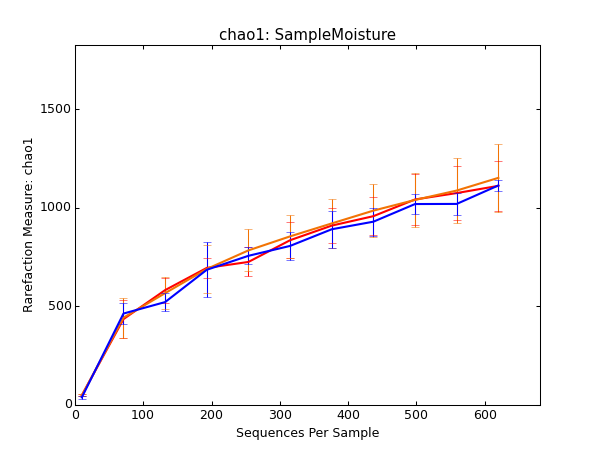 chao1: SampleMoisture
1500
1000
500
0
0 100 200 300 400 500 600
Rarefaction Measure: chao1
Sequences Per Sample